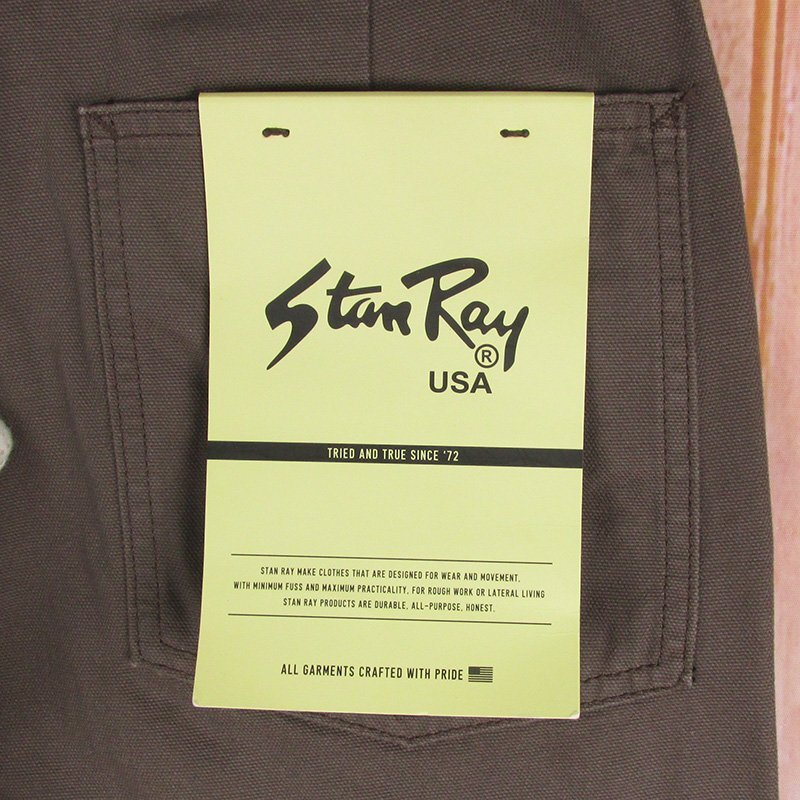 Stan Ray
®
USA
TRIED AND TRUE SINCE '72
STAN RAY MAKE CLOTHES THAT ARE DESIGNED FOR WEAR AND MOVEMENT.
WITH MINIMUM FUSS AND MAXIMUM PRACTICALITY, FOR ROUGH WORK OR LATERAL LIVING
STAN RAY PRODUCTS ARE DURABLE, ALL-PURPOSE, HONEST.
ALL GARMENTS CRAFTED WITH PRIDE